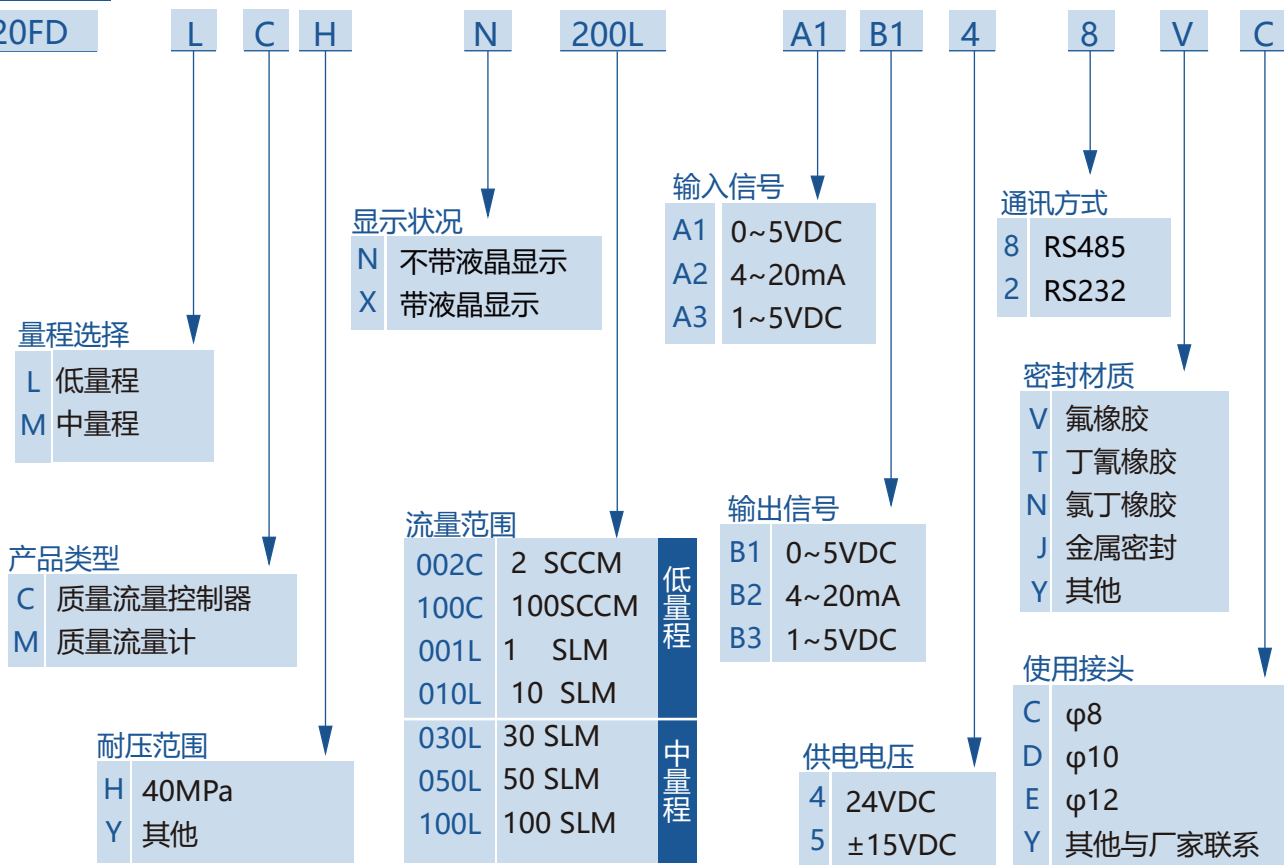 20FD L C H N 200L A1 B1 4 8 V C
量程选择
L 低量程
M 中量程
产品类型
C 质量流量控制器
M 质量流量计
耐压范围
H 40MPa
Y 其他
显示状况
N 不带液晶显示
X 带液晶显示
流量范围
002C 2 SCCM
100C 100SCCM
001L 1 SLM
010L 10 SLM
低量程
030L 30 SLM
050L 50 SLM
100L 100 SLM
中量程
输入信号
A1 0~5VDC
A2 4~20mA
A3 1~5VDC
输出信号
B1 0~5VDC
B2 4~20mA
B3 1~5VDC
供电电压
4 24VDC
5 ±15VDC
通讯方式
8 RS485
2 RS232
密封材质
V 氟橡胶
T 丁氰橡胶
N 氯丁橡胶
J 金属密封
Y 其他
使用接头
C φ8
D φ10
E φ12
Y 其他与厂家联系